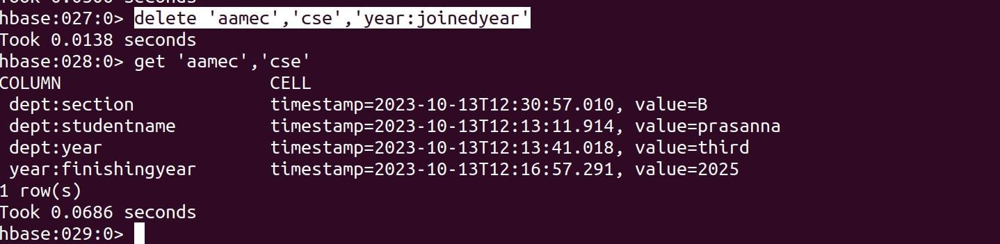 Took 0.0500 seconds
hbase:027:0> delete 'aamec','cse','year:joinedyear'
Took 0.0138 seconds
hbase:028:0> get 'aamec','cse'
COLUMN CELL
dept:section timestamp=2023-10-13T12:30:57.010, value=B
dept:studentname timestamp=2023-10-13T12:13:11.914, value=prasanna
dept:year timestamp=2023-10-13T12:13:41.018, value=third
year:finishingyear timestamp=2023-10-13T12:16:57.291, value=2025
1 row(s)
Took 0.0686 seconds
hbase:029:0>